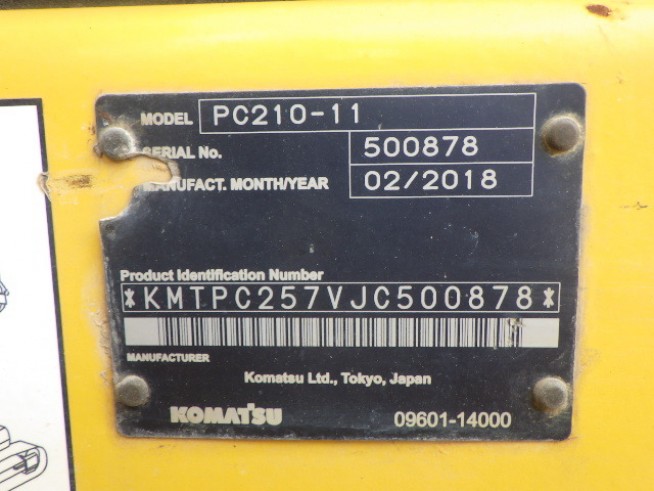 MODEL PC210-11
SERIAL No. 500878
MANUFACT. MONTH/YEAR 02/2018
Product Identification Number
*KMTPC257VJC500878*
MANUFACTURER
Komatsu Ltd., Tokyo, Japan
KOMATSU 09601-14000